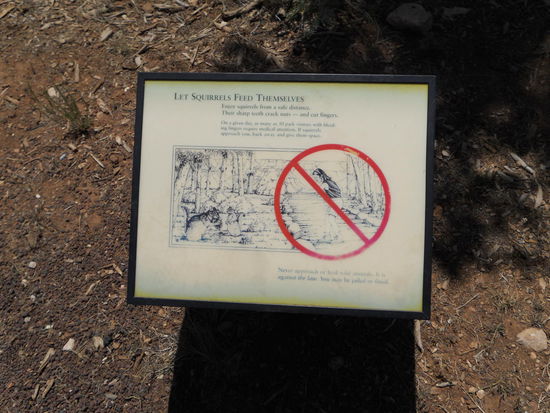 Let Squirrels Feed Themselves
Enjoy squirrels from a safe distance.
Their sharp teeth crack nuts — and cut fingers.
On a given day, as many as 30 park visitors with bleed-
ing fingers require medical attention. If squirrels
approach you, back away and give them space.
Never approach or feed wild animals. It is
against the law. You may be jailed or fined.